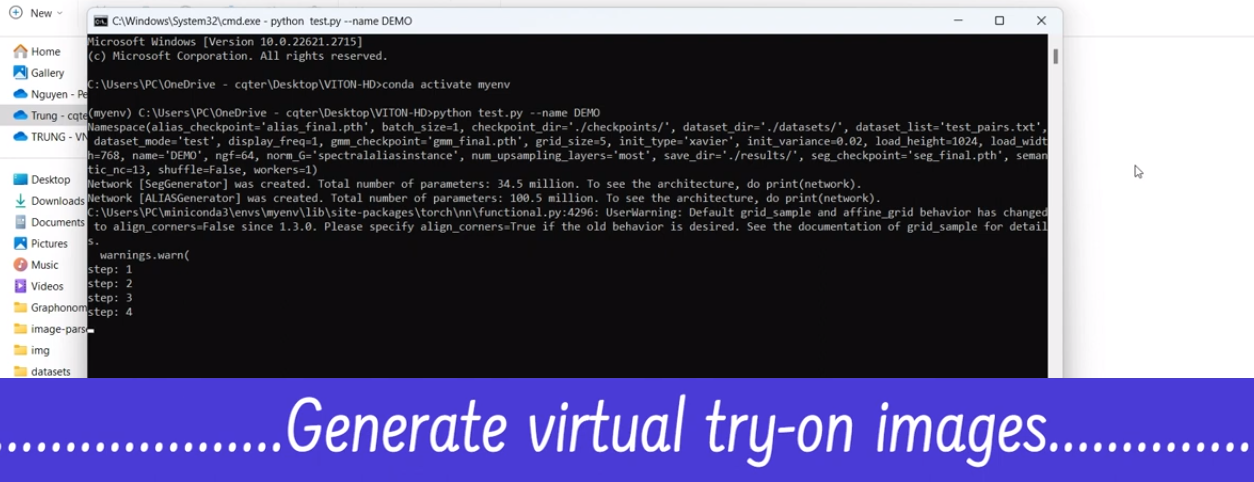 New
C:\Windows\System32\cmd.exe - python test.py --name DEMO
Microsoft Windows [Version 10.0.22621.2715]
(c) Microsoft Corporation. All rights reserved.
C:\Users\PC\OneDrive - cqter\Desktop\VITON-HD>conda activate myenv
(myenv) C:\Users\PC\OneDrive - cqter\Desktop\VITON-HD>python test.py --name DEMO
Namespace(alias_checkpoint='alias_final.pth', batch_size=1, checkpoint_dir='./checkpoints/', dataset_dir='./datasets/', dataset_list='test_pairs.txt',
dataset_mode='test', display_freq=1, gmm_checkpoint='gmm_final.pth', grid_size=5, init_type='xavier', init_variance=0.02, load_height=1024, load_widt
h=768, name='DEMO', ngf=64, norm_G='spectralaliasinstance', num_upsampling_layers='most', save_dir='./results/', seg_checkpoint='seg_final.pth', seman
tic_nc=13, shuffle=False, workers=1)
Network [SegGenerator] was created. Total number of parameters: 34.5 million. To see the architecture, do print(network).
Network [ALIASGenerator] was created. Total number of parameters: 100.5 million. To see the architecture, do print(network).
C:\Users\PC\miniconda3\envs\myenv\lib\site-packages\torch\nn\functional.py:4296: UserWarning: Default grid_sample and affine_grid behavior has changed
to align_corners=False since 1.3.0. Please specify align_corners=True if the old behavior is desired. See the documentation of grid_sample for detail
s.
warnings.warn(
step: 1
step: 2
step: 3
step: 4
Home
Gallery
Nguyen - Pe
Trung - cqte
TRUNG - VN
Desktop
Downloads
Documents
Pictures
Music
Videos
Graphonom
image-pars
img
datasets
...................Generate virtual try-on images..............